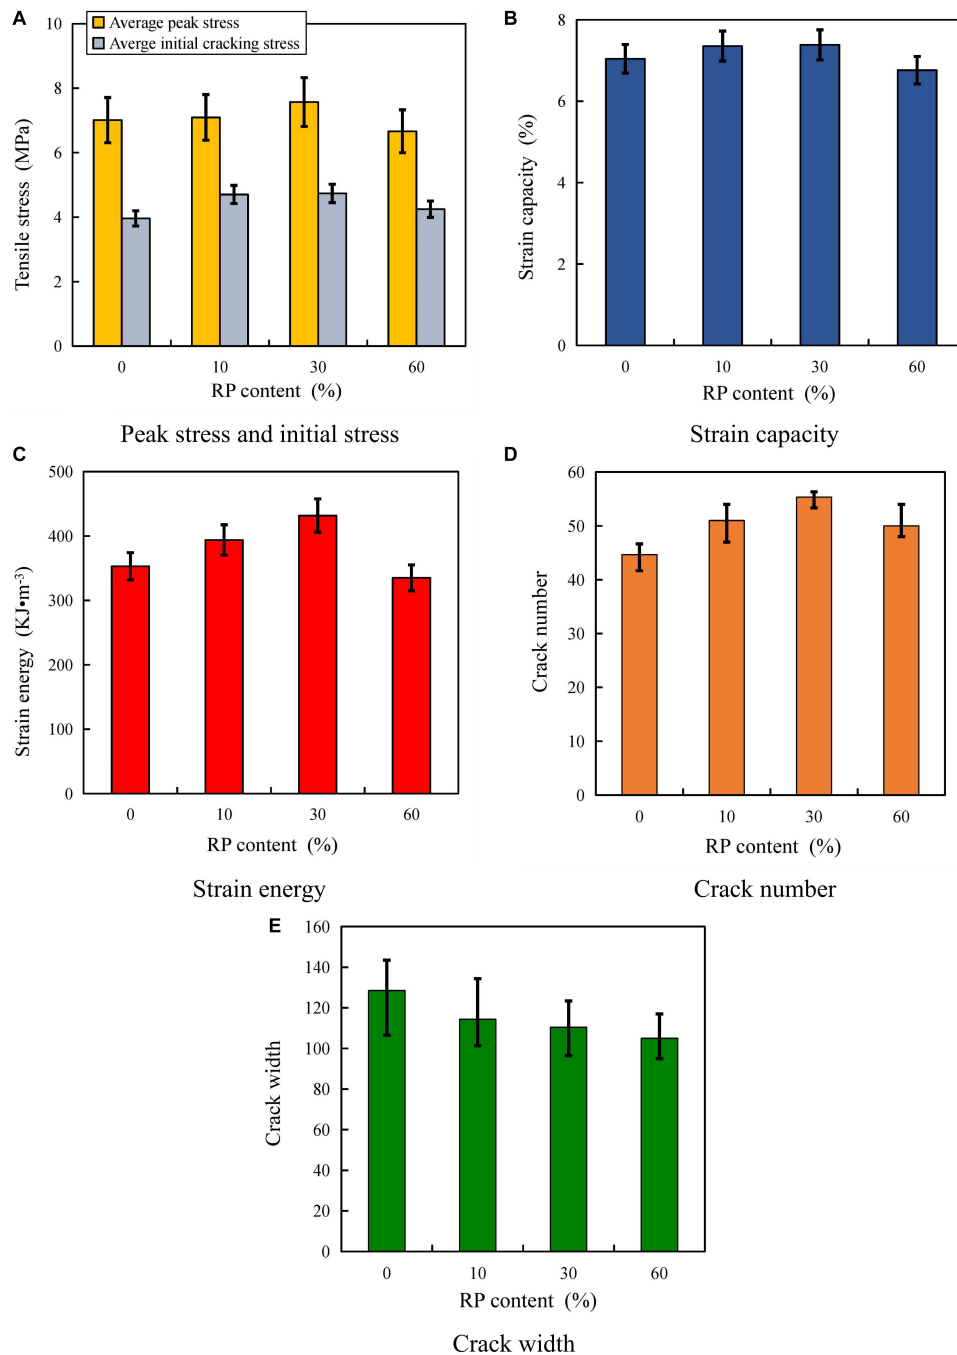 A
Average peak stress
Averge initial cracking stress
10
8
6
4
2
0
Tensile stress (MPa)
0 10 30 60
RP content (%)
Peak stress and initial stress
B
8
6
4
2
0
Strain capacity (%)
0 10 30 60
RP content (%)
Strain capacity
C
500
400
300
200
100
0
Strain energy (KJ•m⁻³)
0 10 30 60
RP content (%)
Strain energy
D
60
50
40
30
20
10
0
Crack number
0 10 30 60
RP content (%)
Crack number
E
160
140
120
100
80
60
40
20
0
Crack width
0 10 30 60
RP content (%)
Crack width